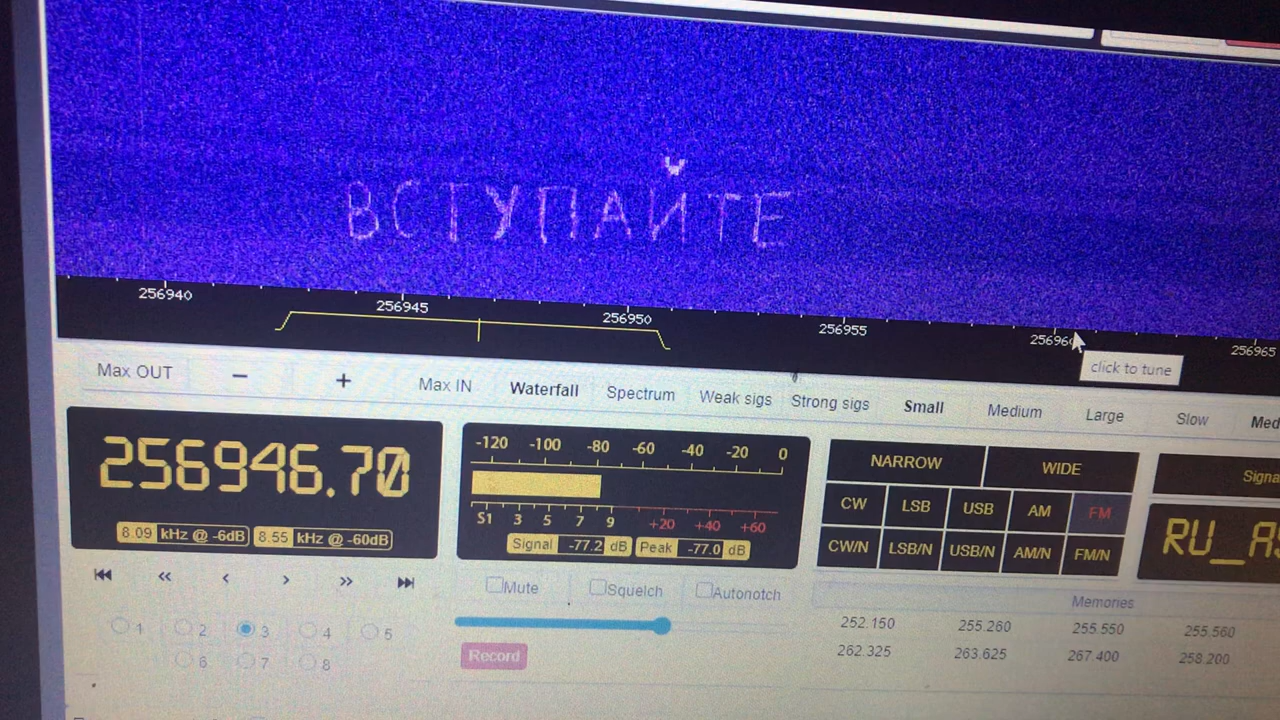 ВСТУПАЙТЕ
256940 256945 256950 256955 256960 256965
click to tune
Max OUT − + Max IN Waterfall Spectrum Weak sigs Strong sigs Small Medium Large Slow
256946.70
8.09 kHz @ -6dB 8.55 kHz @ -60dB
-120 -100 -80 -60 -40 -20 0
S1 3 5 7 9 +20 +40 +60
Signal -77.2 dB Peak -77.0 dB
NARROW WIDE
CW LSB USB AM FM
CW/N LSB/N USB/N AM/N FM/N
RU_
Mute Squelch Autonotch
1 2 3 4 5
6 7 8
Record
Memories
252.150 255.260 255.550 255.560
262.325 263.625 267.400 258.200